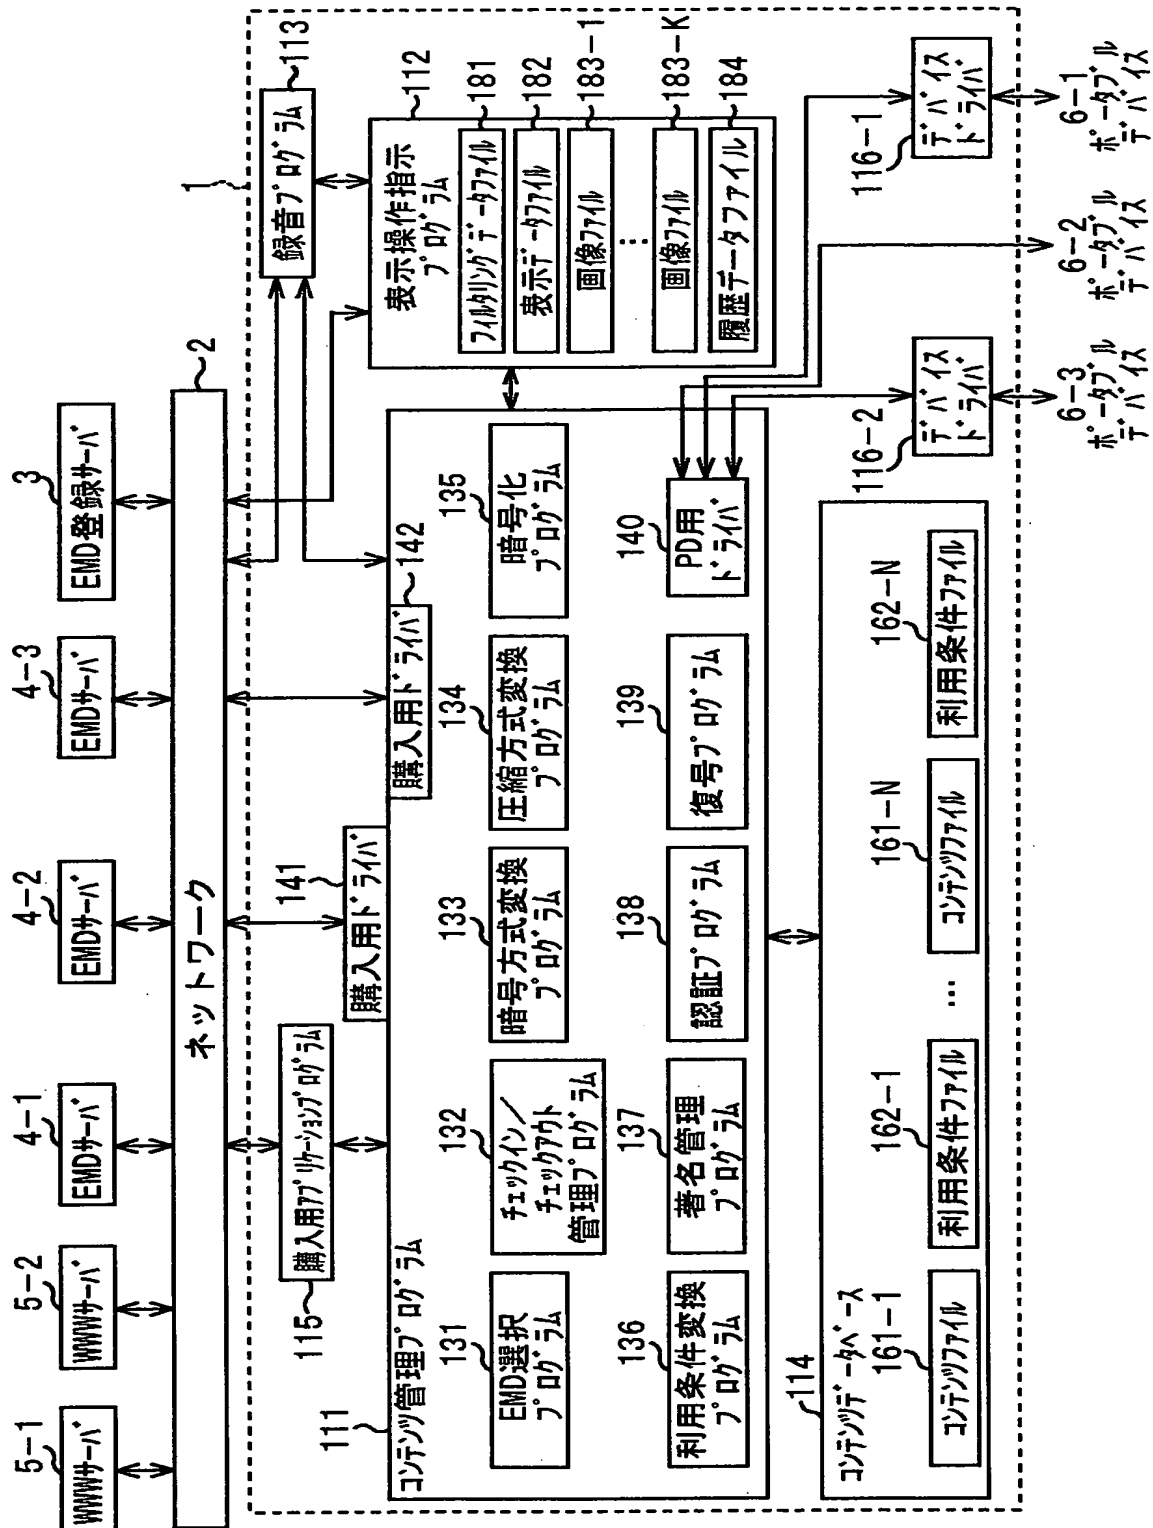 5-1
WWWサーバ
5-2
WWWサーバ
4-1
EMDサーバ
4-2
EMDサーバ
4-3
EMDサーバ
3
EMD登録サーバ
2
ネットワーク
1
115
購入用アプリケーションプログラム
141
購入用ドライバ
142
購入用ドライバ
113
録音プログラム
111
コンテンツ管理プログラム
131
EMD選択
プログラム
132
チェックイン/
チェックアウト
管理プログラム
133
暗号方式変換
プログラム
134
圧縮方式変換
プログラム
135
暗号化
プログラム
136
利用条件変換
プログラム
137
著名管理
プログラム
138
認証プログラム
139
復号プログラム
140
PD用
ドライバ
112
表示操作指示
プログラム
181
フィルタリングデータファイル
182
表示データファイル
183-1
画像ファイル
…
183-K
画像ファイル
184
履歴データファイル
114
コンテンツデータベース
161-1
コンテンツファイル
162-1
利用条件ファイル
…
161-N
コンテンツファイル
162-N
利用条件ファイル
116-2
デバイス
ドライバ
116-1
デバイス
ドライバ
6-3
ポータブル
デバイス
6-2
ポータブル
デバイス
6-1
ポータブル
デバイス